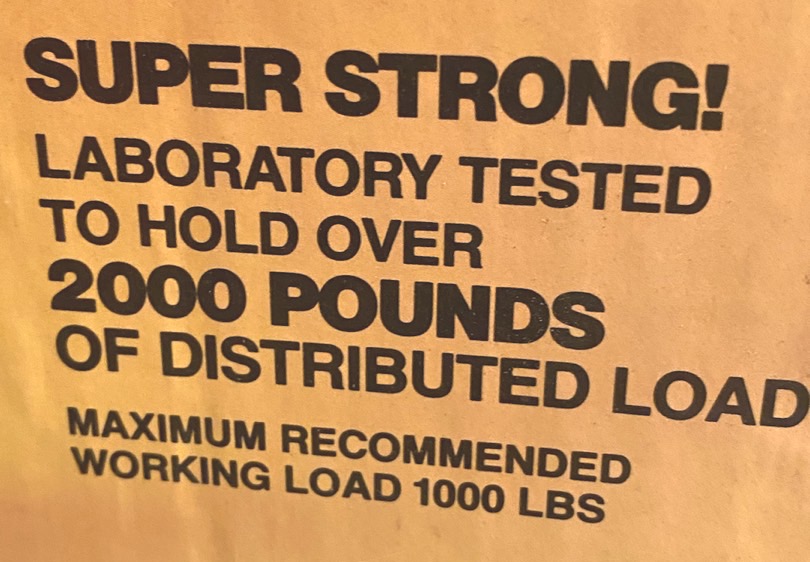 SUPER STRONG!
LABORATORY TESTED
TO HOLD OVER
2000 POUNDS
OF DISTRIBUTED LOAD
MAXIMUM RECOMMENDED
WORKING LOAD 1000 LBS